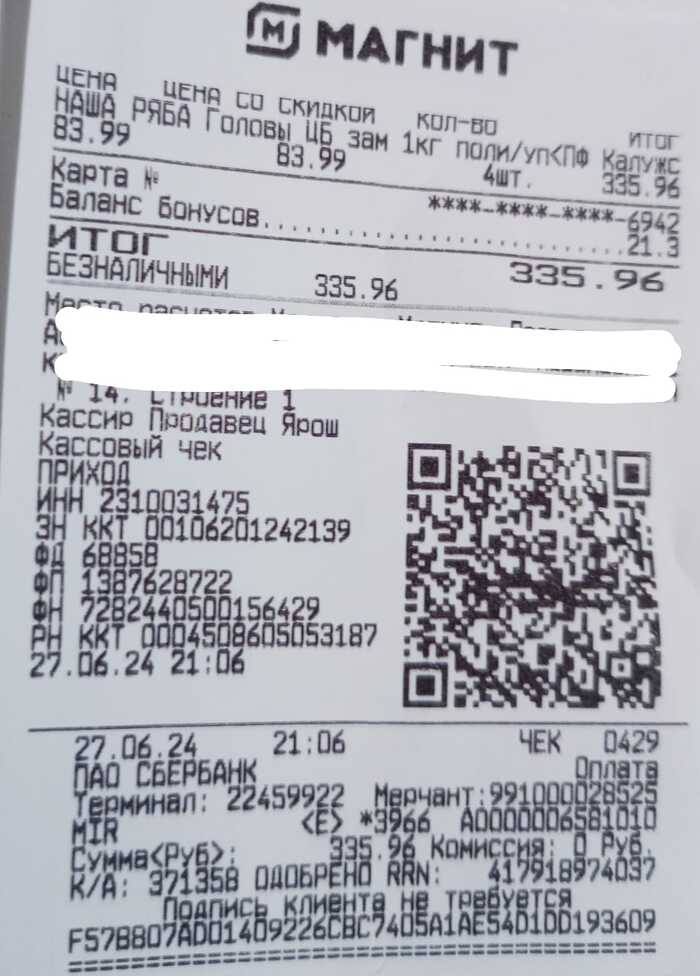 М МАГНИТ
ЦЕНА ЦЕНА СО СКИДКОЙ КОЛ-ВО ИТОГ
НАША РЯБА Головы ЦБ зам 1кг поли/уп<ПФ Калужс
83.99 83.99 4шт. 335.96
Карта № ****-****-****-6942
Баланс бонусов..............................21.3
ИТОГ 335.96
БЕЗНАЛИЧНЫМИ 335.96
Место расчетов
№ 14, Строение 1
Кассир Продавец Ярош
Кассовый чек
ПРИХОД
ИНН 2310031475
ЗН ККТ 00106201242139
ФД 68858
ФП 1387628722
ФН 7282440500156429
РН ККТ 0004508605053187
27.06.24 21:06
27.06.24 21:06 ЧЕК 0429
ПАО СБЕРБАНК Оплата
Терминал: 22459922 Мерчант:991000028525
MIR <E> *3966 A0000006581010
Сумма<Руб>: 335.96 Комиссия: 0 Руб.
К/А: 371358 ОДОБРЕНО RRN: 417918974037
Подпись клиента не требуется
F57B807AD01409226CBC7405A1AE54D1DD193609
========================================